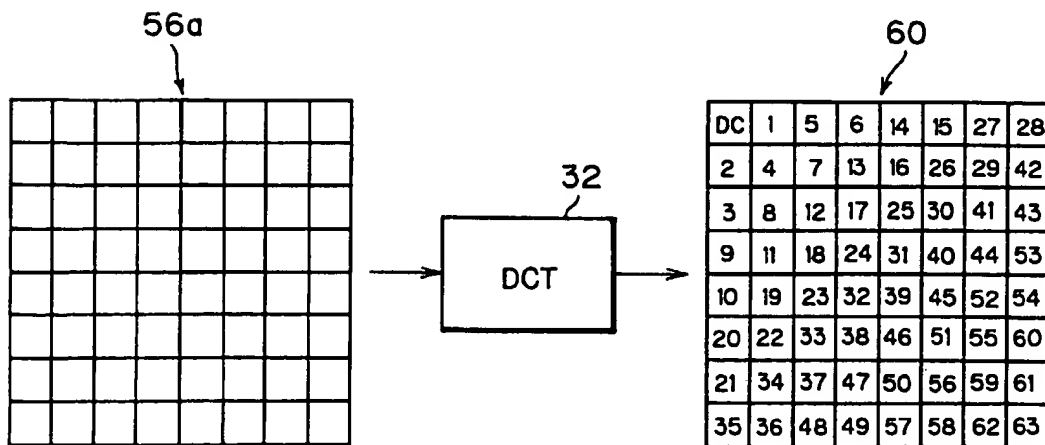 56a
60
32
DCT
DC 1 5 6 14 15 27 28
2 4 7 13 16 26 29 42
3 8 12 17 25 30 41 43
9 11 18 24 31 40 44 53
10 19 23 32 39 45 52 54
20 22 33 38 46 51 55 60
21 34 37 47 50 56 59 61
35 36 48 49 57 58 62 63